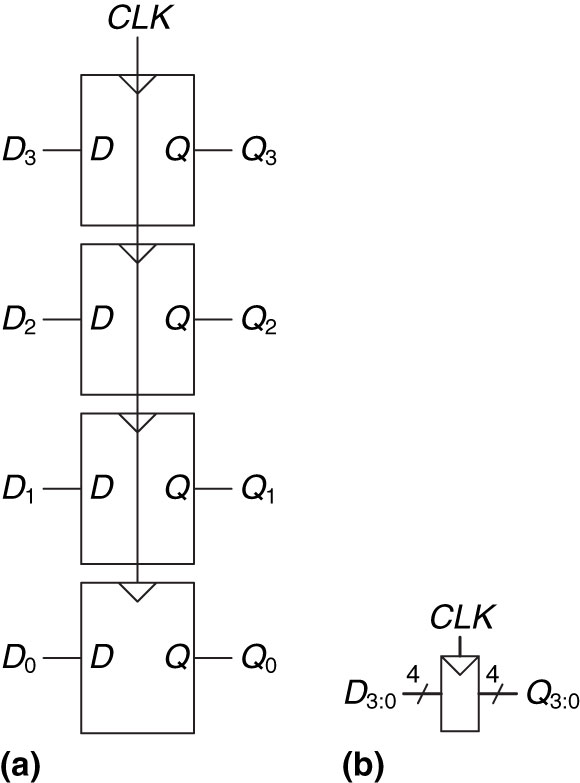 CLK
D3 D Q Q3
D2 D Q Q2
D1 D Q Q1
D0 D Q Q0
(a)
CLK
D3:0 4 4 Q3:0
(b)